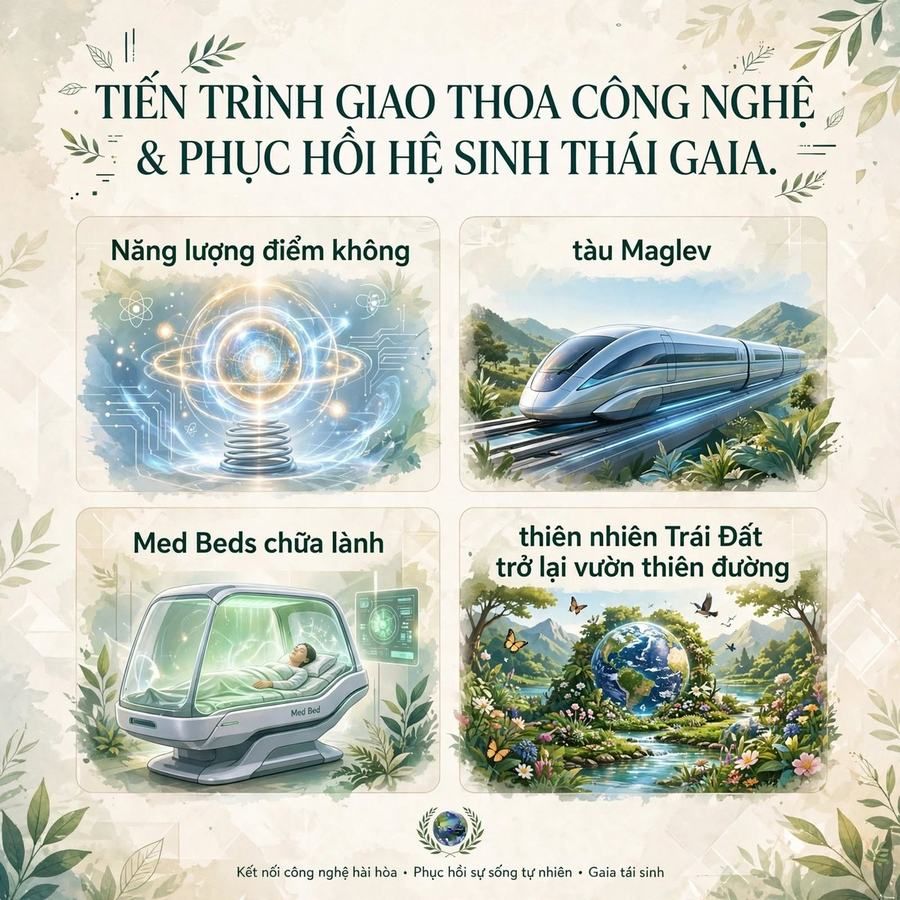 TIẾN TRÌNH GIAO THOA CÔNG NGHỆ
& PHỤC HỒI HỆ SINH THÁI GAIA.
Năng lượng điểm không
tàu Maglev
Med Beds chữa lành
Med Bed
thiên nhiên Trái Đất
trở lại vườn thiên đường
Kết nối công nghệ hài hòa • Phục hồi sự sống tự nhiên • Gaia tái sinh